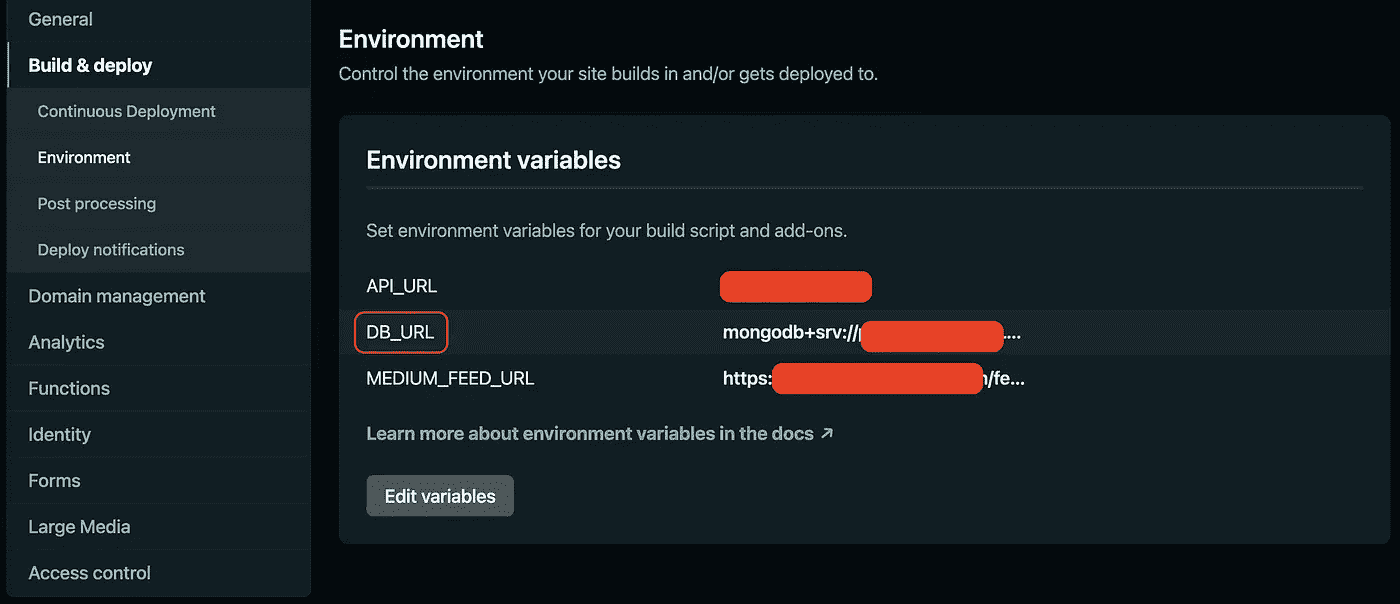 General
Build & deploy
Continuous Deployment
Environment
Post processing
Deploy notifications
Domain management
Analytics
Functions
Identity
Forms
Large Media
Access control
Environment
Control the environment your site builds in and/or gets deployed to.
Environment variables
Set environment variables for your build script and add-ons.
API_URL
DB_URL mongodb+srv:// ....
MEDIUM_FEED_URL https: /fe...
Learn more about environment variables in the docs ↗
Edit variables